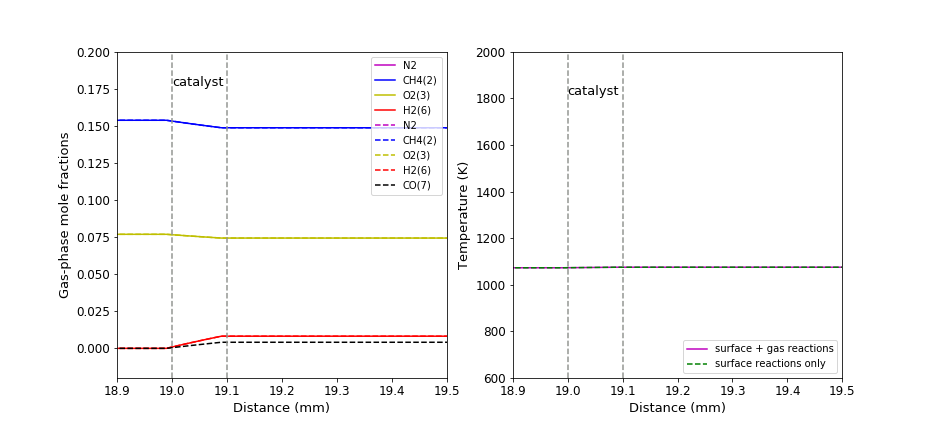 0.200
0.175
0.150
0.125
0.100
0.075
0.050
0.025
0.000
Gas-phase mole fractions
18.9
19.0
19.1
19.2
19.3
19.4
19.5
Distance (mm)
catalyst
N2
CH4(2)
O2(3)
H2(6)
N2
CH4(2)
O2(3)
H2(6)
CO(7)
2000
1800
1600
1400
1200
1000
800
600
Temperature (K)
18.9
19.0
19.1
19.2
19.3
19.4
19.5
Distance (mm)
catalyst
surface + gas reactions
surface reactions only